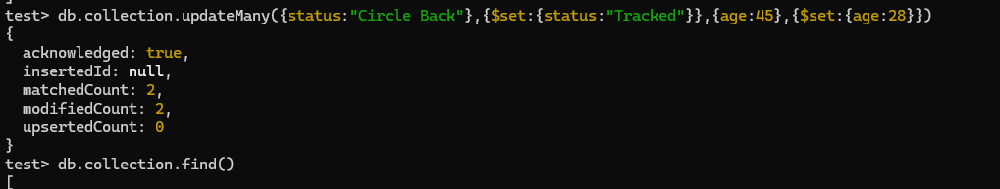 test> db.collection.updateMany({status:"Circle Back"},{$set:{status:"Tracked"}},{age:45},{$set:{age:28}})
{
  acknowledged: true,
  insertedId: null,
  matchedCount: 2,
  modifiedCount: 2,
  upsertedCount: 0
}
test> db.collection.find()
[